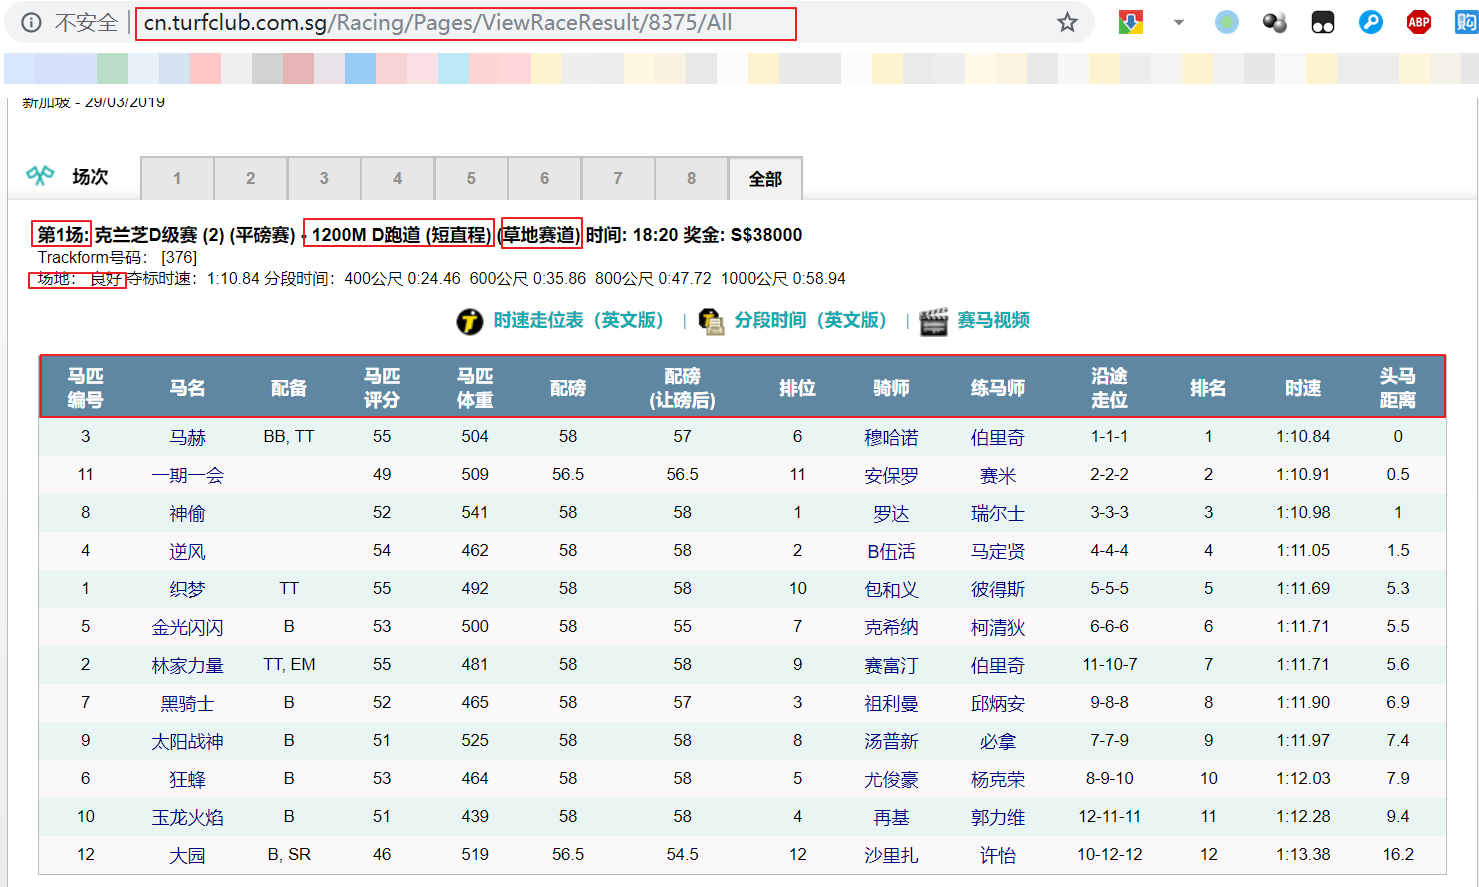 不安全 cn.turfclub.com.sg/Racing/Pages/ViewRaceResult/8375/All ABP 购
新加坡 - 29/03/2019
场次 1 2 3 4 5 6 7 8 全部
第1场: 克兰芝D级赛 (2) (平磅赛) - 1200M D跑道 (短直程) (草地赛道) 时间: 18:20 奖金: S$38000
Trackform号码： [376]
场地： 良好 夺标时速：1:10.84 分段时间：400公尺 0:24.46 600公尺 0:35.86 800公尺 0:47.72 1000公尺 0:58.94
时速走位表（英文版） | 分段时间（英文版） | 赛马视频
马匹编号 马名 配备 马匹评分 马匹体重 配磅 配磅(让磅后) 排位 骑师 练马师 沿途走位 排名 时速 头马距离
3 马赫 BB, TT 55 504 58 57 6 穆哈诺 伯里奇 1-1-1 1 1:10.84 0
11 一期一会 49 509 56.5 56.5 11 安保罗 赛米 2-2-2 2 1:10.91 0.5
8 神偷 52 541 58 58 1 罗达 瑞尔士 3-3-3 3 1:10.98 1
4 逆风 54 462 58 58 2 B伍活 马定贤 4-4-4 4 1:11.05 1.5
1 织梦 TT 55 492 58 58 10 包和义 彼得斯 5-5-5 5 1:11.69 5.3
5 金光闪闪 B 53 500 58 55 7 克希纳 柯清狄 6-6-6 6 1:11.71 5.5
2 林家力量 TT, EM 55 481 58 58 9 赛富汀 伯里奇 11-10-7 7 1:11.71 5.6
7 黑骑士 B 52 465 58 57 3 祖利曼 邱炳安 9-8-8 8 1:11.90 6.9
9 太阳战神 B 51 525 58 58 8 汤普新 必拿 7-7-9 9 1:11.97 7.4
6 狂蜂 B 53 464 58 58 5 尤俊豪 杨克荣 8-9-10 10 1:12.03 7.9
10 玉龙火焰 B 51 439 58 58 4 再基 郭力维 12-11-11 11 1:12.28 9.4
12 大园 B, SR 46 519 56.5 54.5 12 沙里扎 许怡 10-12-12 12 1:13.38 16.2